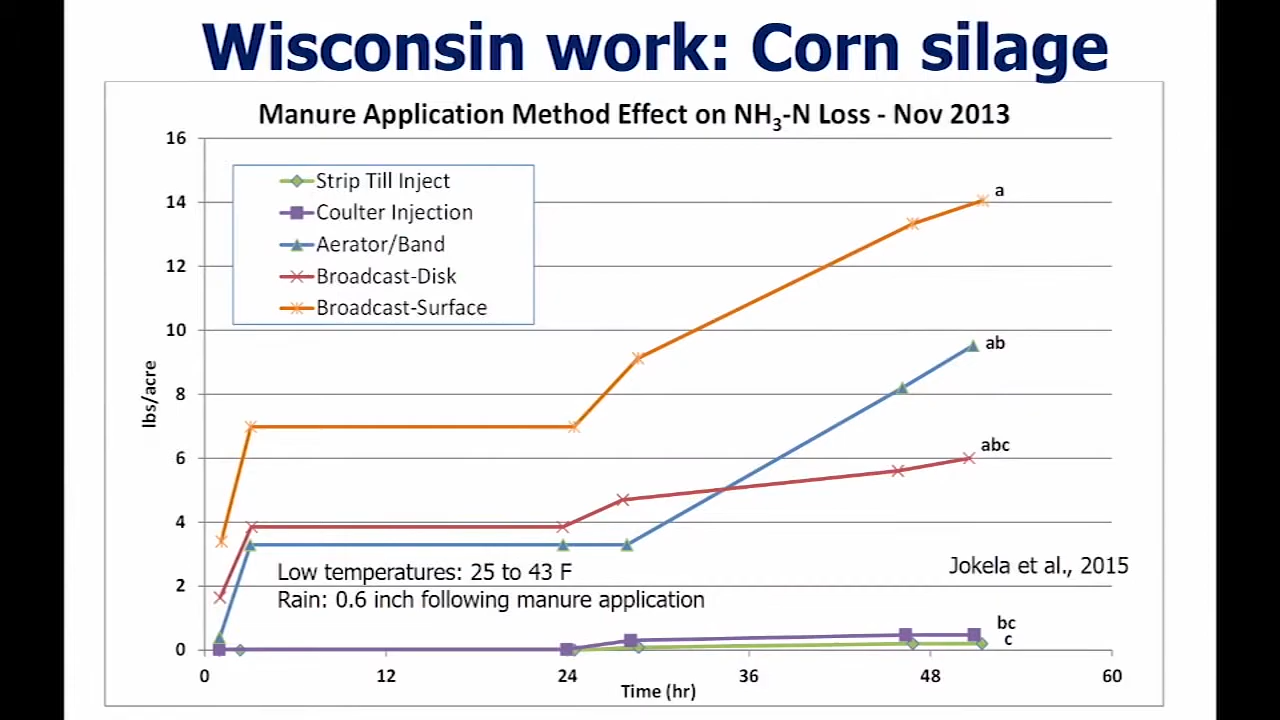 Wisconsin work: Corn silage
Manure Application Method Effect on NH3-N Loss - Nov 2013
16
14
12
10
8
6
4
2
0
lbs/acre
Strip Till Inject
Coulter Injection
Aerator/Band
Broadcast-Disk
Broadcast-Surface
a
ab
abc
bc
c
Low temperatures: 25 to 43 F
Rain: 0.6 inch following manure application
Jokela et al., 2015
0 12 24 36 48 60
Time (hr)